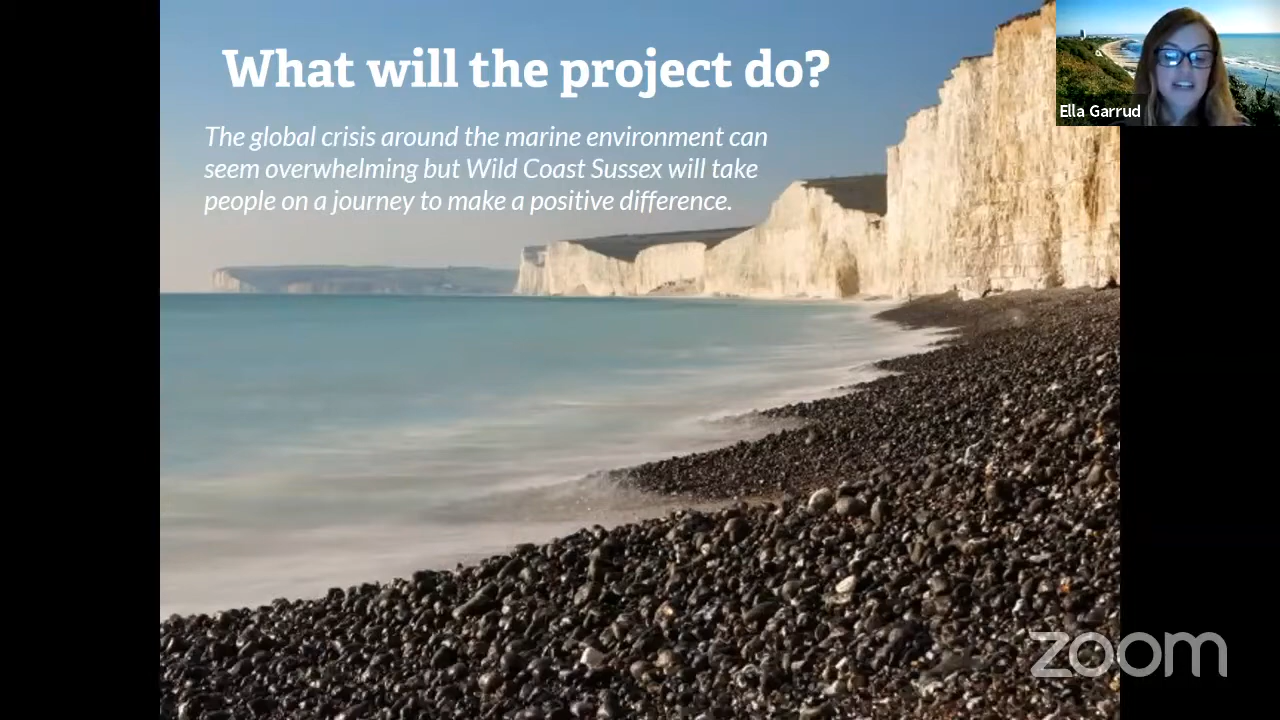 What will the project do?
The global crisis around the marine environment can
seem overwhelming but Wild Coast Sussex will take
people on a journey to make a positive difference.
Ella Garrud
zoom